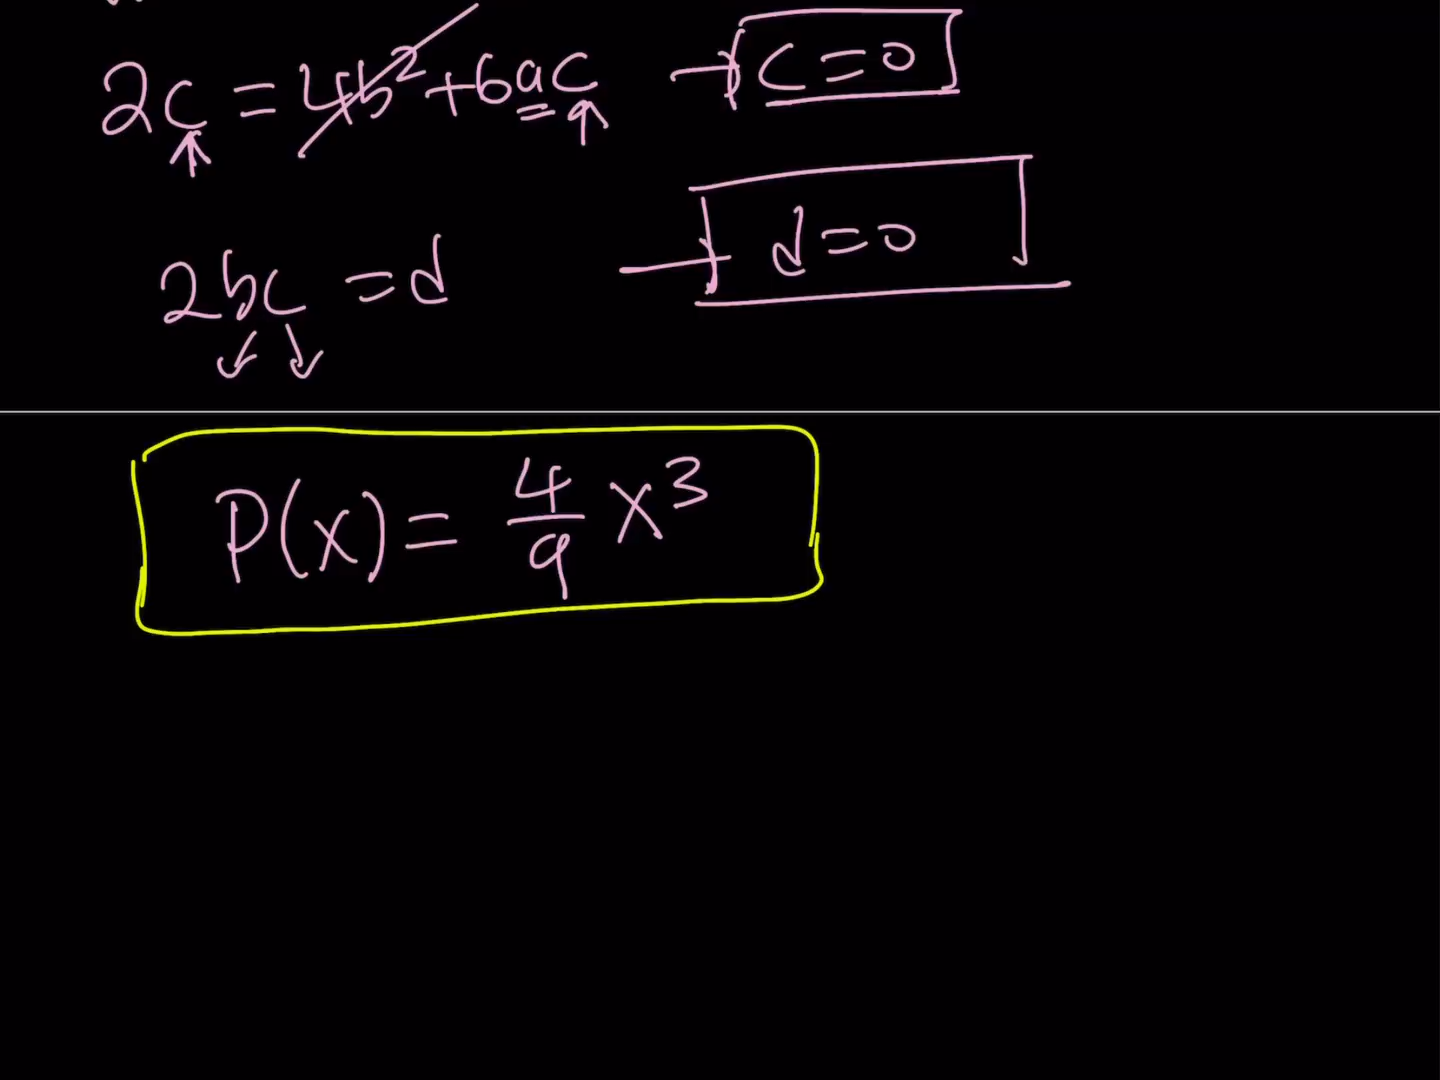 2c = 4b² + 6ac → c = 0
2bc = d → d = 0
P(x) = 4/9 x³